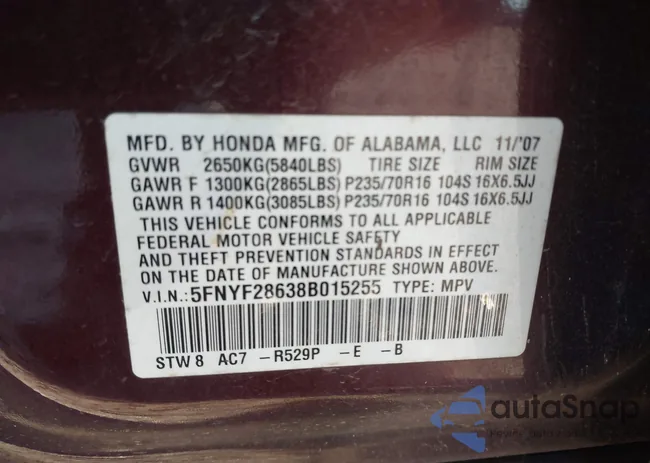 MFD. BY HONDA MFG. OF ALABAMA, LLC 11/'07
GVWR 2650KG(5840LBS) TIRE SIZE RIM SIZE
GAWR F 1300KG(2865LBS) P235/70R16 104S 16X6.5JJ
GAWR R 1400KG(3085LBS) P235/70R16 104S 16X6.5JJ
THIS VEHICLE CONFORMS TO ALL APPLICABLE
FEDERAL MOTOR VEHICLE SAFETY
AND THEFT PREVENTION STANDARDS IN EFFECT
ON THE DATE OF MANUFACTURE SHOWN ABOVE.
V.I.N.: 5FNYF28638B015255 TYPE: MPV
STW 8 AC7 -R529P -E -B
autoSnap